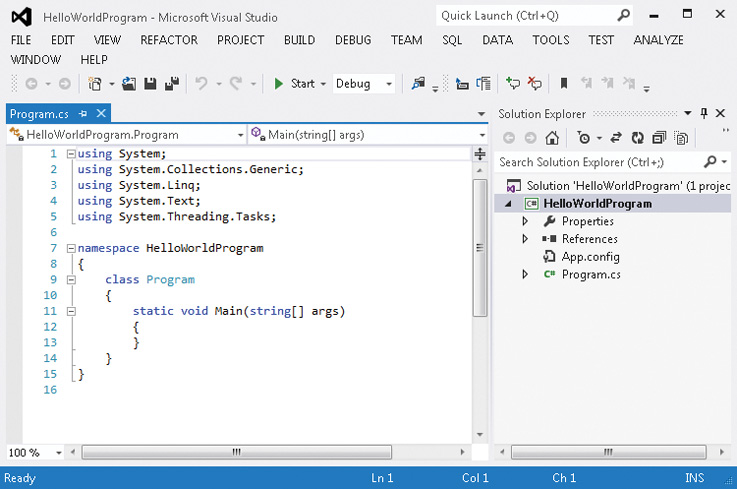 HelloWorldProgram - Microsoft Visual Studio
Quick Launch (Ctrl+Q)
FILE EDIT VIEW REFACTOR PROJECT BUILD DEBUG TEAM SQL DATA TOOLS TEST ANALYZE
WINDOW HELP
Start Debug
Program.cs
HelloWorldProgram.Program Main(string[] args)
1 using System;
2 using System.Collections.Generic;
3 using System.Linq;
4 using System.Text;
5 using System.Threading.Tasks;
6
7 namespace HelloWorldProgram
8 {
9 class Program
10 {
11 static void Main(string[] args)
12 {
13 }
14 }
15 }
16
100 %
Solution Explorer
Search Solution Explorer (Ctrl+;)
Solution 'HelloWorldProgram' (1 projec
C# HelloWorldProgram
Properties
References
App.config
C# Program.cs
Ready Ln 1 Col 1 Ch 1 INS